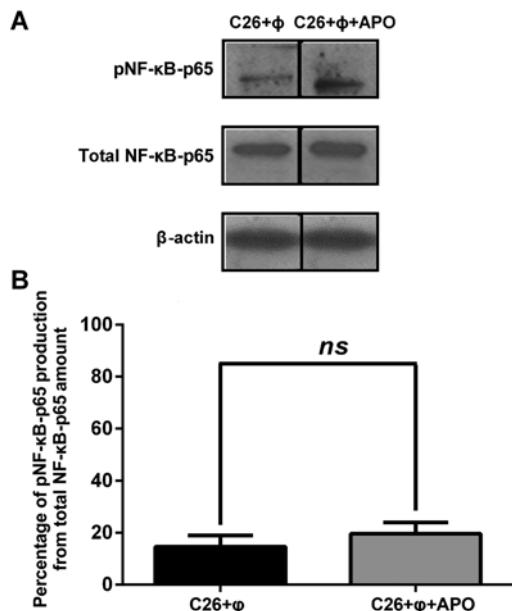 A
C26+ϕ C26+ϕ+APO
pNF-κB-p65
Total NF-κB-p65
β-actin
B
Percentage of pNF-κB-p65 production
from total NF-κB-p65 amount
100
80
60
40
20
0
ns
C26+φ C26+φ+APO